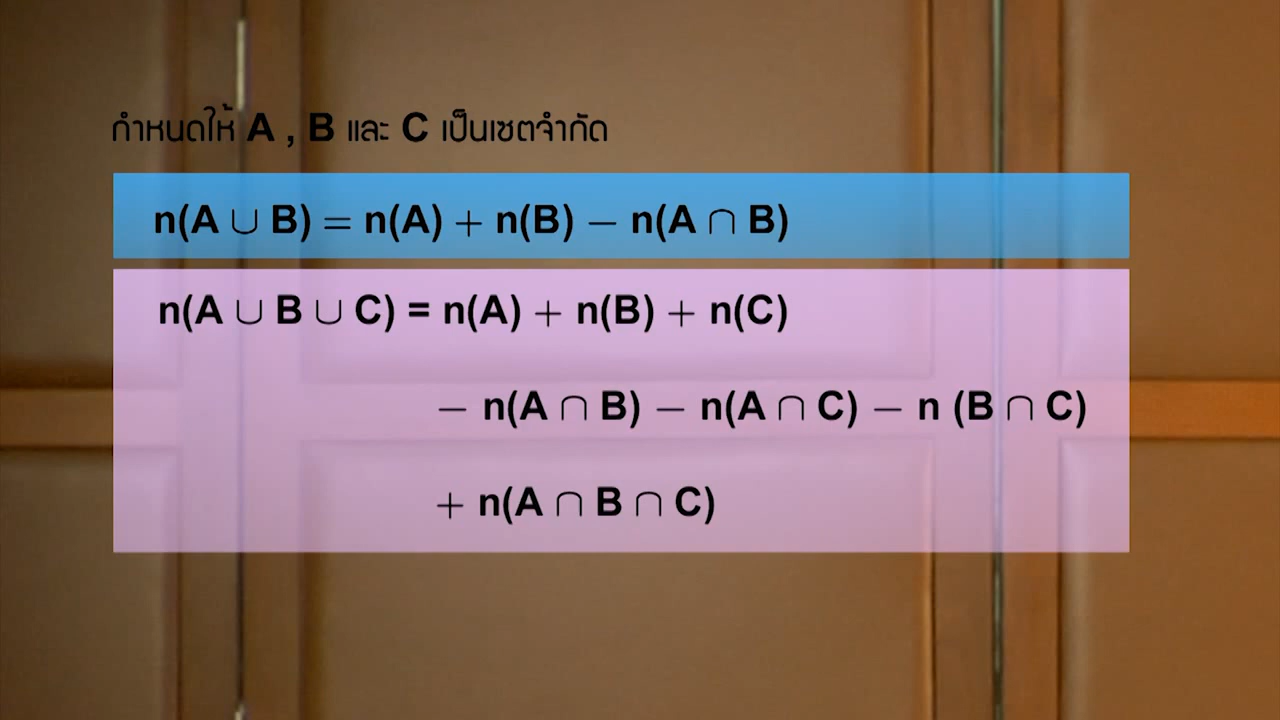 กำหนดให้ A , B และ C เป็นเซตจำกัด
n(A ∪ B) = n(A) + n(B) − n(A ∩ B)
n(A ∪ B ∪ C) = n(A) + n(B) + n(C)
− n(A ∩ B) − n(A ∩ C) − n (B ∩ C)
+ n(A ∩ B ∩ C)